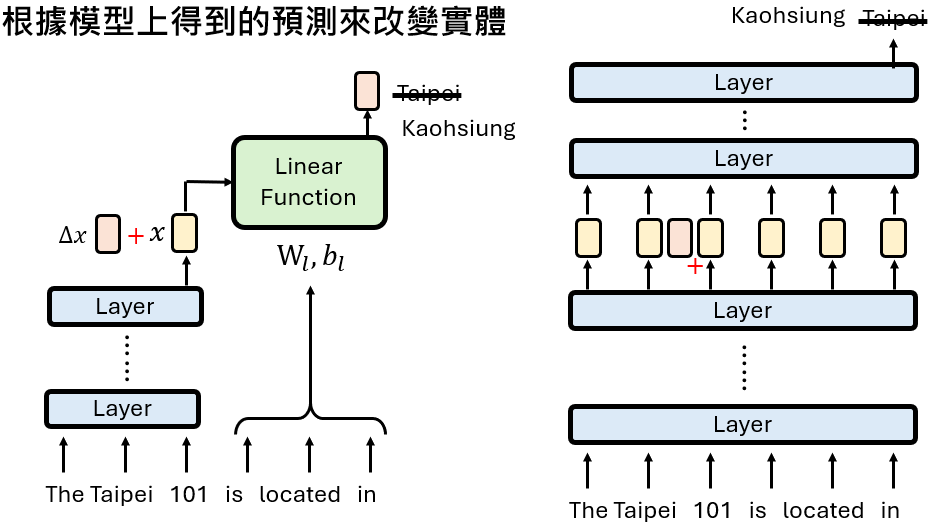 根據模型上得到的預測來改變實體
Taipei
Kaohsiung
Linear
Function
Δx + x
W_l, b_l
Layer
Layer
The Taipei 101 is located in
Kaohsiung Taipei
Layer
Layer
+
Layer
Layer
The Taipei 101 is located in